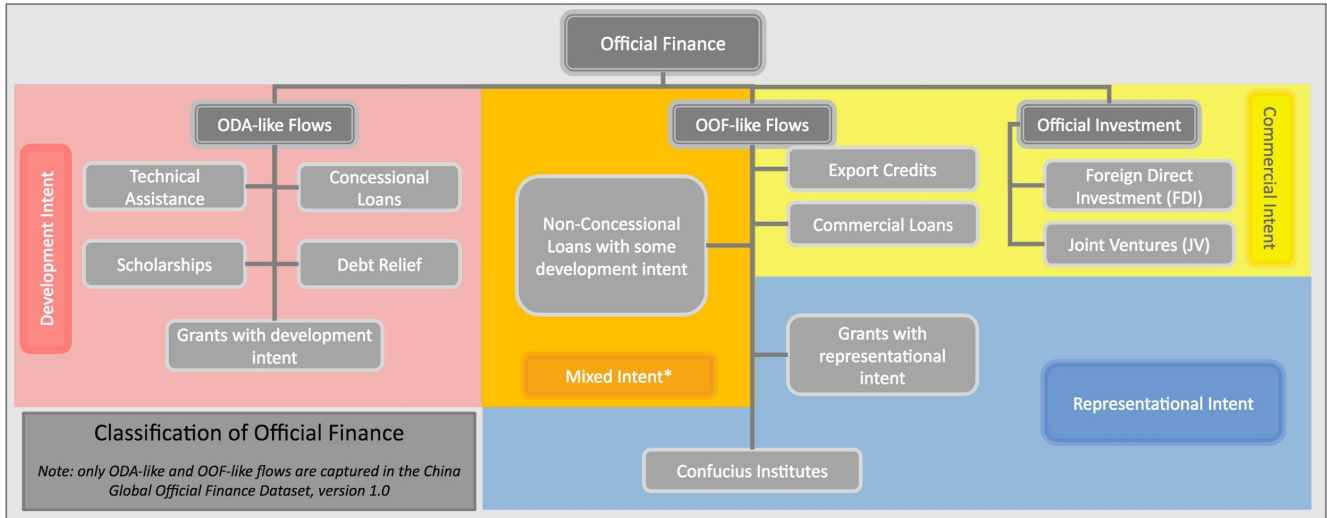 Official Finance
ODA-like Flows
OOF-like Flows
Official Investment
Development Intent
Technical
Assistance
Concessional
Loans
Scholarships
Debt Relief
Grants with development
intent
Non-Concessional
Loans with some
development intent
Mixed Intent*
Export Credits
Commercial Loans
Foreign Direct
Investment (FDI)
Joint Ventures (JV)
Commercial Intent
Grants with
representational
intent
Representational Intent
Confucius Institutes
Classification of Official Finance
Note: only ODA-like and OOF-like flows are captured in the China
Global Official Finance Dataset, version 1.0